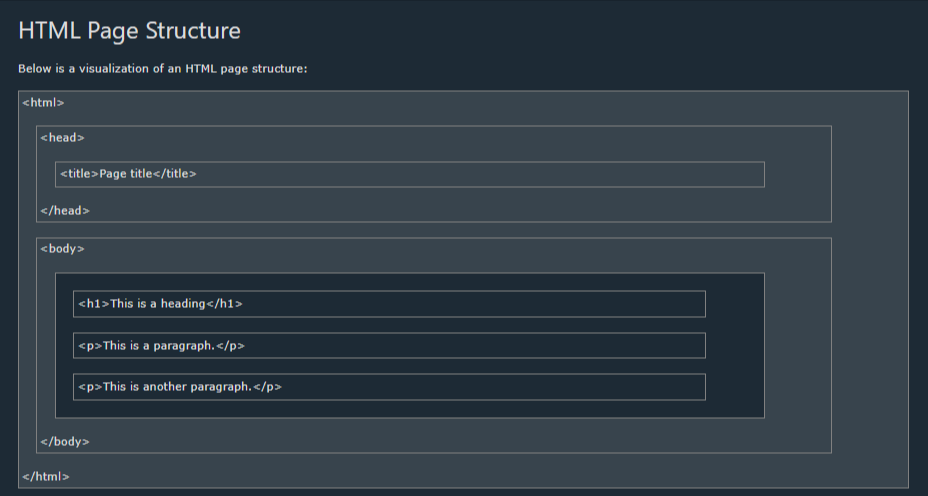 HTML Page Structure
Below is a visualization of an HTML page structure:
<html>
<head>
<title>Page title</title>
</head>
<body>
<h1>This is a heading</h1>
<p>This is a paragraph.</p>
<p>This is another paragraph.</p>
</body>
</html>